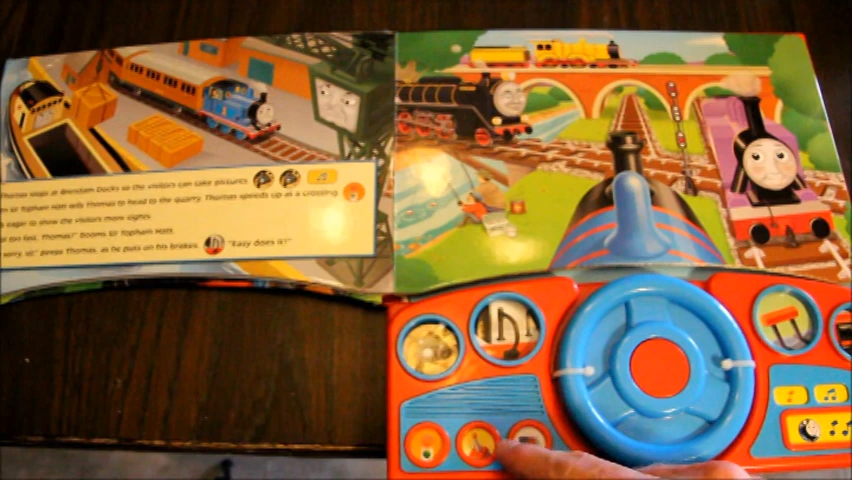 Thomas stops at Brendam Docks so the visitors can take pictures.
Sir Topham Hatt tells Thomas to head to the quarry. Thomas speeds up as a crossing
eager to show the visitors more sights.
too fast, Thomas!" booms Sir Topham Hatt.
sorry, sir," peeps Thomas, as he puts on his brakes. "Easy does it!"